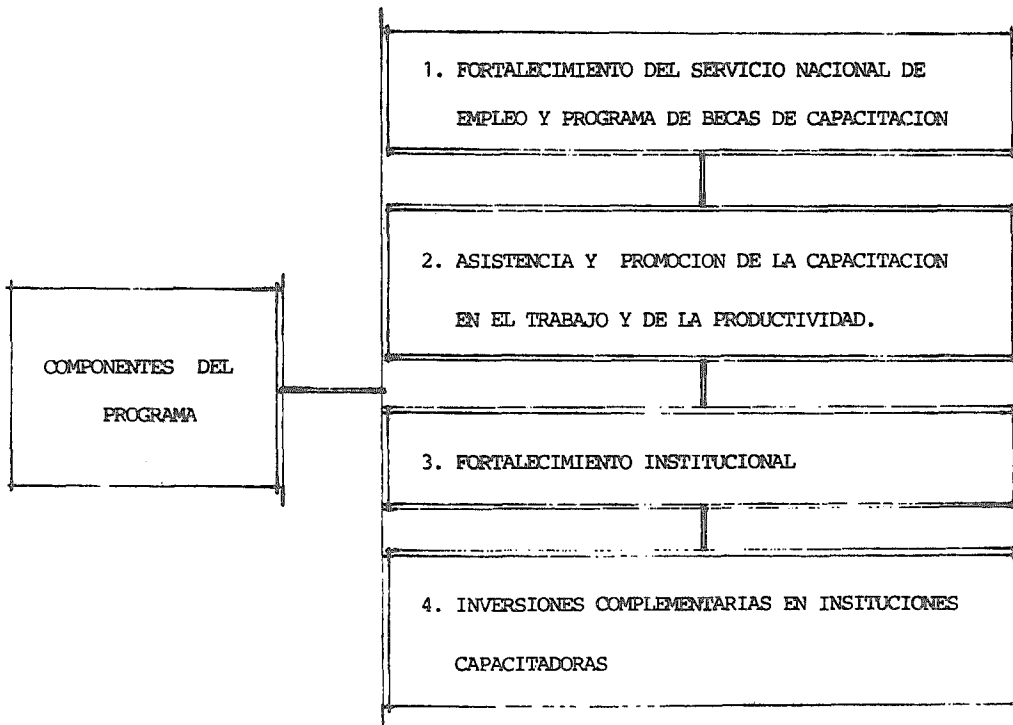 1. FORTALECIMIENTO DEL SERVICIO NACIONAL DE
EMPLEO Y PROGRAMA DE BECAS DE CAPACITACION
2. ASISTENCIA Y PROMOCION DE LA CAPACITACION
EN EL TRABAJO Y DE LA PRODUCTIVIDAD.
COMPONENTES DEL
PROGRAMA
3. FORTALECIMIENTO INSTITUCIONAL
4. INVERSIONES COMPLEMENTARIAS EN INSITUCIONES
CAPACITADORAS